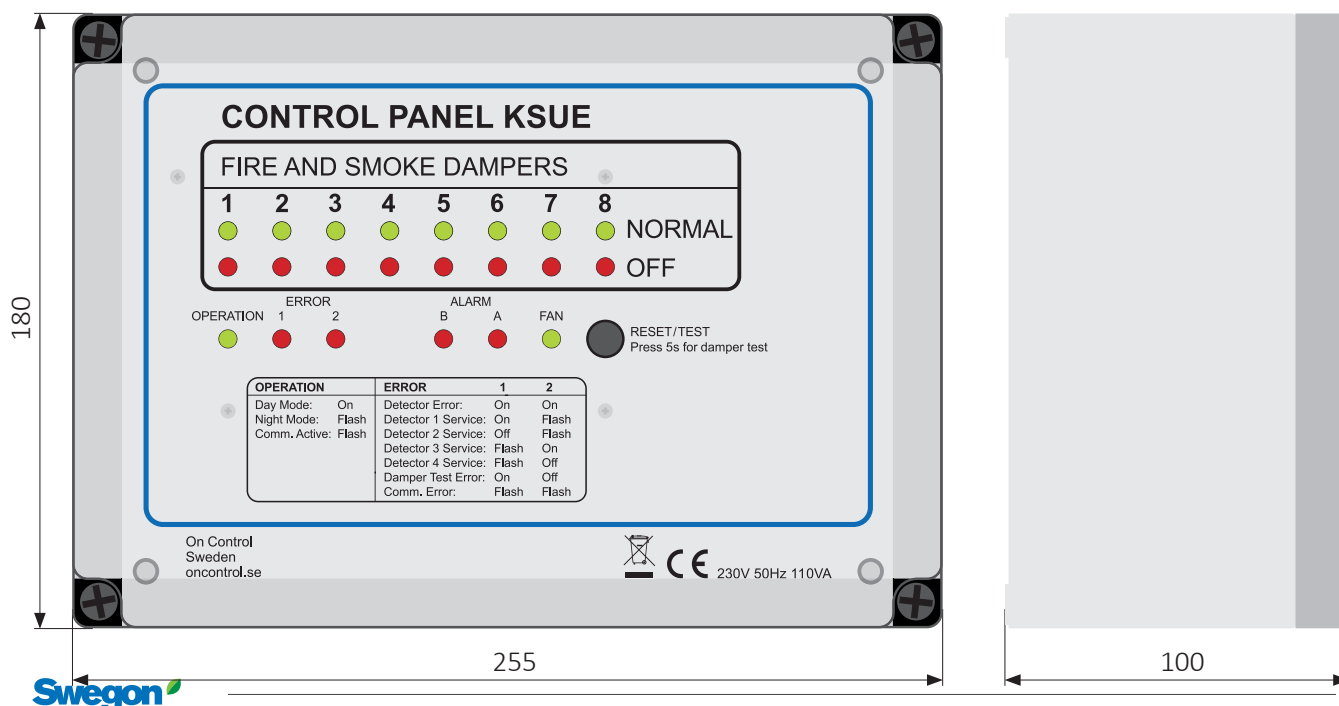 CONTROL PANEL KSUE
FIRE AND SMOKE DAMPERS
1 2 3 4 5 6 7 8
NORMAL
OFF
ERROR ALARM
OPERATION 1 2 B A FAN
RESET/TEST
Press 5s for damper test
OPERATION ERROR 1 2
Day Mode: On Detector Error: On On
Night Mode: Flash Detector 1 Service: On Flash
Comm. Active: Flash Detector 2 Service: Off Flash
Detector 3 Service: Flash On
Detector 4 Service: Flash Off
Damper Test Error: On Off
Comm. Error: Flash Flash
On Control
Sweden
oncontrol.se
CE 230V 50Hz 110VA
180
255
100
Swegon